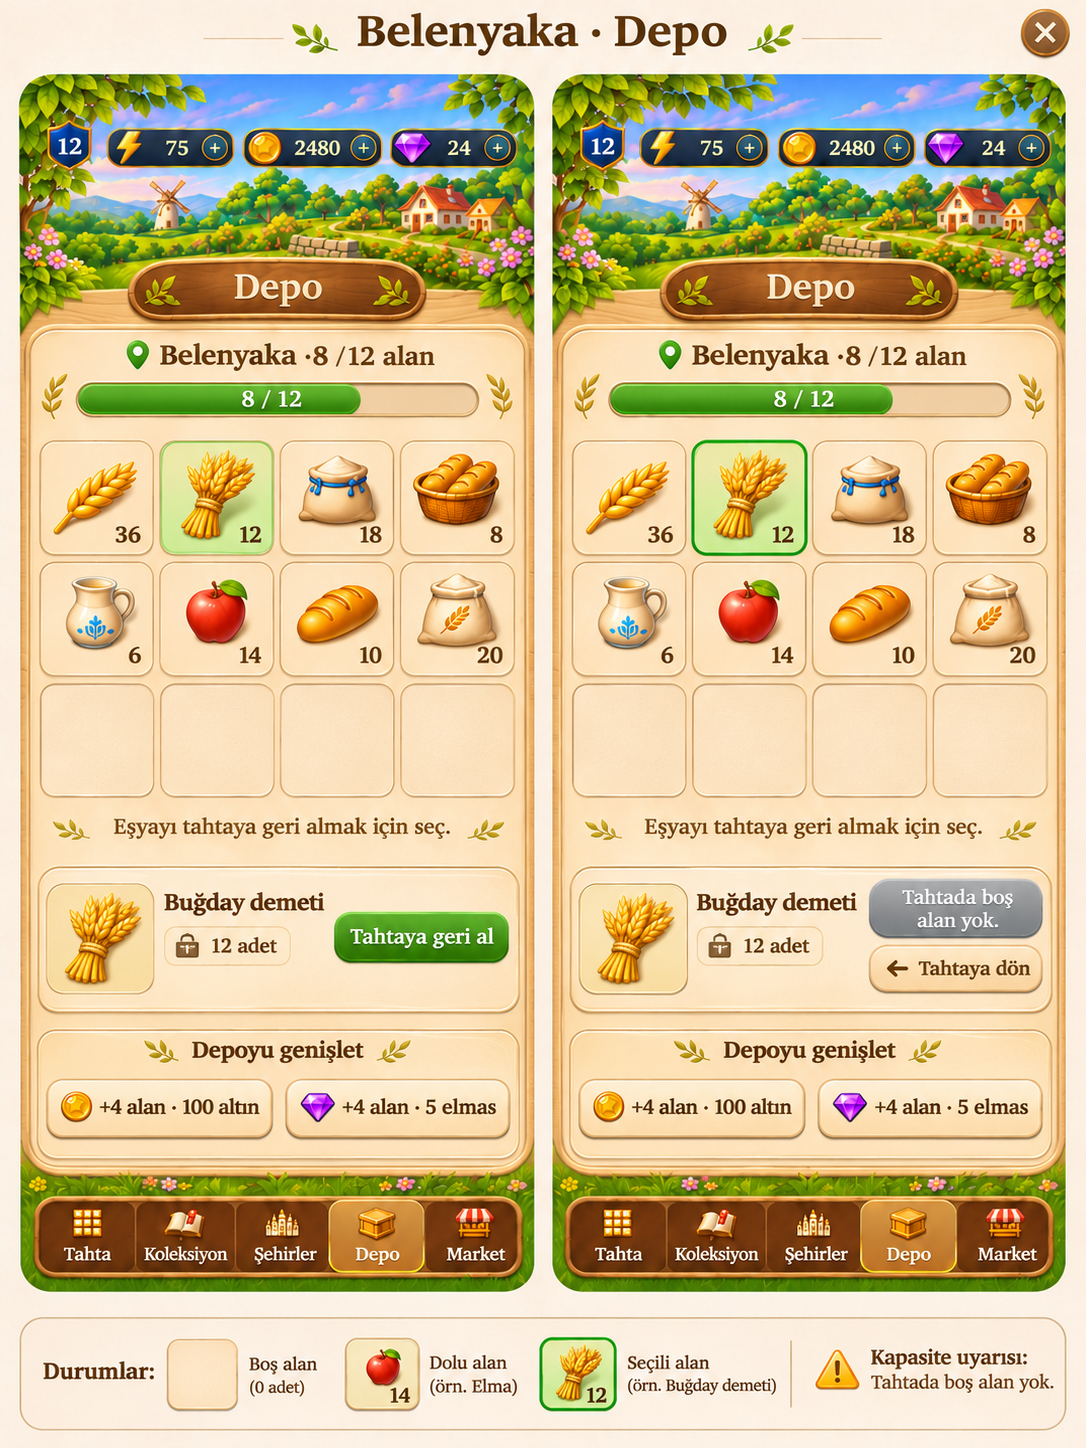 Belenyaka · Depo
12 75 2480 24
Depo
Belenyaka ·8 /12 alan
8 / 12
36 12 18 8
6 14 10 20
Eşyayı tahtaya geri almak için seç.
Buğday demeti
12 adet
Tahtaya geri al
Depoyu genişlet
+4 alan · 100 altın
+4 alan · 5 elmas
Tahta Koleksiyon Şehirler Depo Market
12 75 2480 24
Depo
Belenyaka ·8 /12 alan
8 / 12
36 12 18 8
6 14 10 20
Eşyayı tahtaya geri almak için seç.
Buğday demeti
12 adet
Tahtada boş
alan yok.
Tahtaya dön
Depoyu genişlet
+4 alan · 100 altın
+4 alan · 5 elmas
Tahta Koleksiyon Şehirler Depo Market
Durumlar:
Boş alan
(0 adet)
14
Dolu alan
(örn. Elma)
12
Seçili alan
(örn. Buğday demeti)
Kapasite uyarısı:
Tahtada boş alan yok.